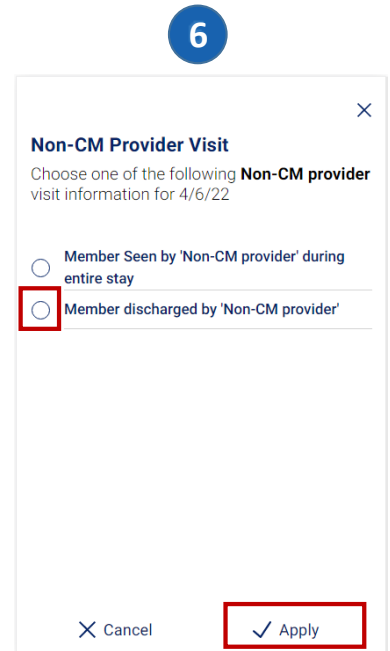 6
Non-CM Provider Visit
Choose one of the following Non-CM provider
visit information for 4/6/22
Member Seen by 'Non-CM provider' during
entire stay
Member discharged by 'Non-CM provider'
Cancel
Apply